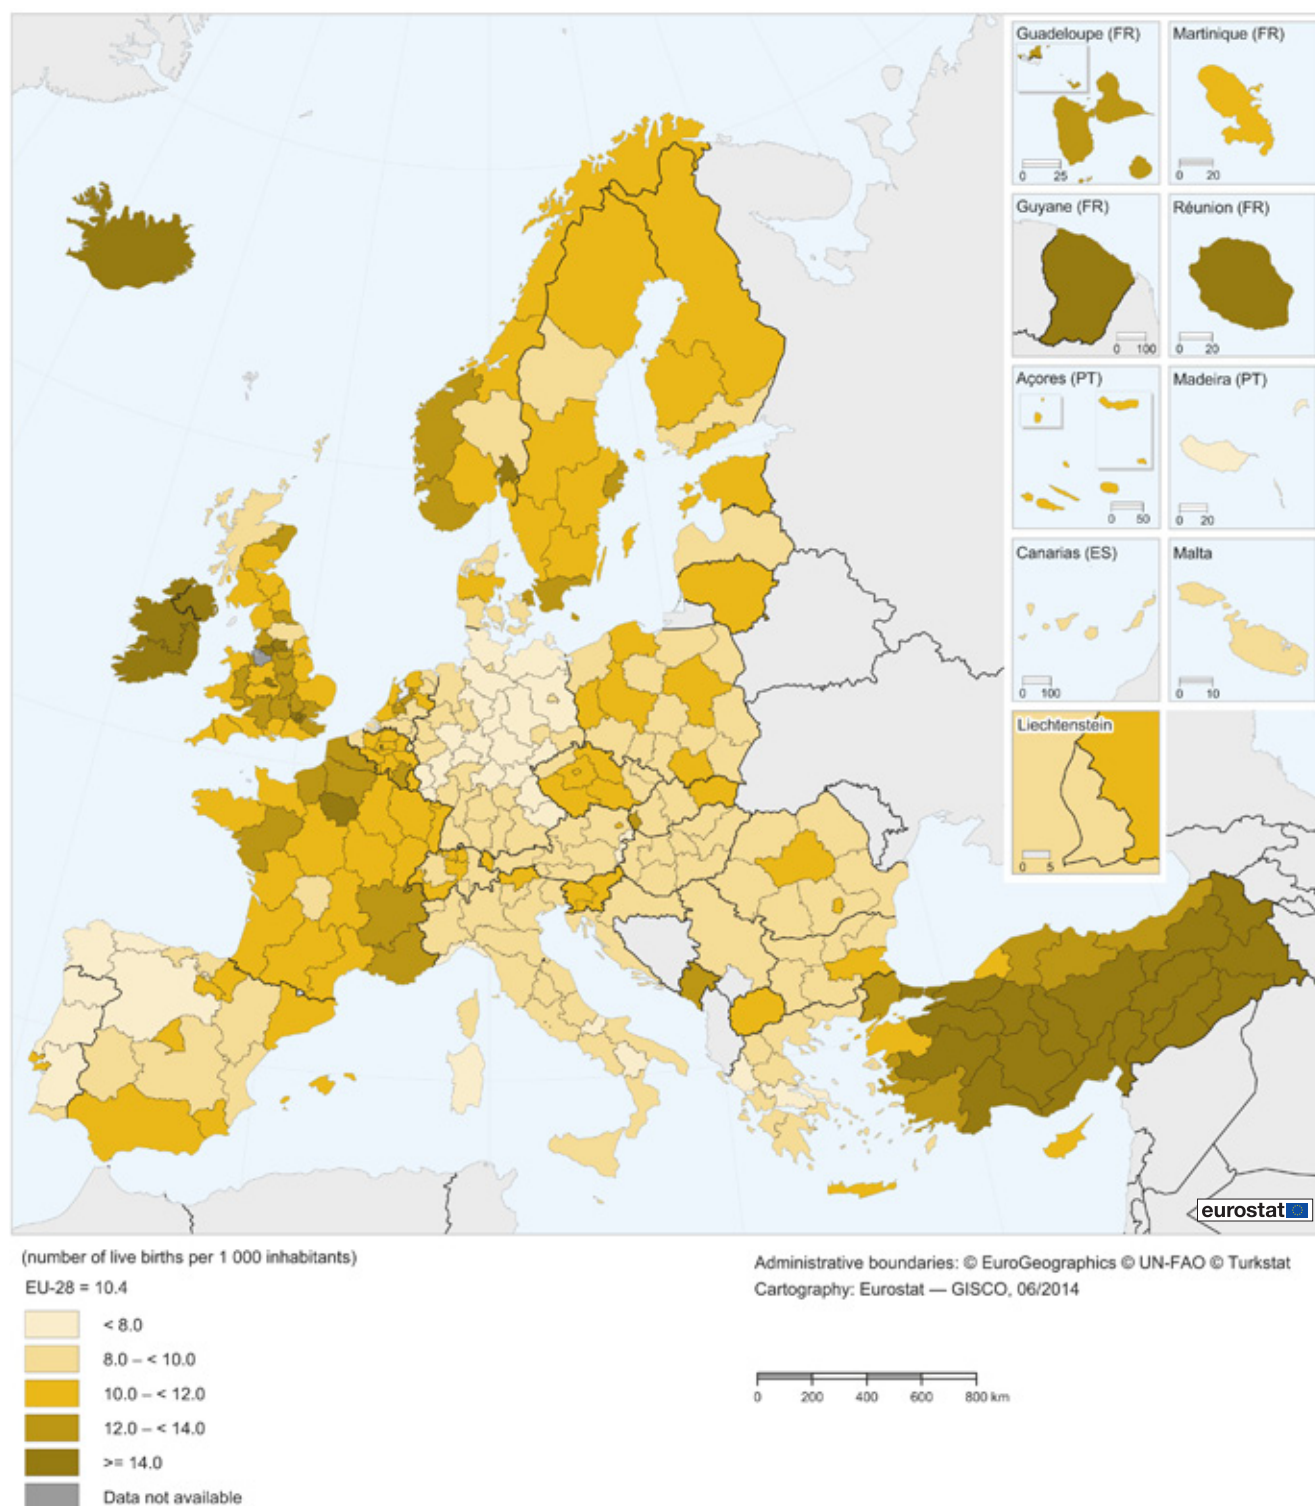 Guadeloupe (FR)
0 25
Martinique (FR)
0 20
Guyane (FR)
0 100
Réunion (FR)
0 20
Açores (PT)
0 50
Madeira (PT)
0 20
Canarias (ES)
0 100
Malta
0 10
Liechtenstein
0 5
eurostat
(number of live births per 1 000 inhabitants)
EU-28 = 10.4
< 8.0
8.0 – < 10.0
10.0 – < 12.0
12.0 – < 14.0
>= 14.0
Data not available
Administrative boundaries: © EuroGeographics © UN-FAO © Turkstat
Cartography: Eurostat — GISCO, 06/2014
0 200 400 600 800 km